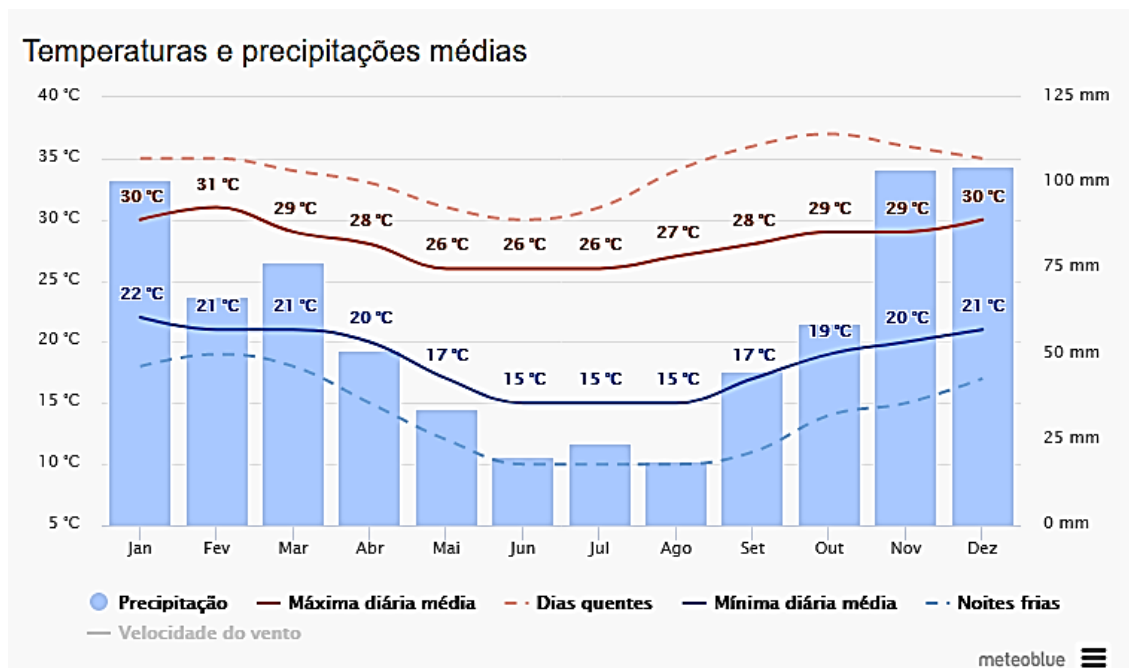 Temperaturas e precipitações médias
40 °C 125 mm
35 °C 100 mm
30 °C 31 °C 30 °C
29 °C 28 °C 28 °C 29 °C 29 °C
30 °C 26 °C 26 °C 26 °C 27 °C
25 °C 75 mm
22 °C 21 °C 21 °C 20 °C 19 °C 20 °C 21 °C
20 °C 17 °C 17 °C 50 mm
15 °C 15 °C 15 °C
15 °C 25 mm
10 °C
5 °C 0 mm
Jan Fev Mar Abr Mai Jun Jul Ago Set Out Nov Dez
Precipitação Máxima diária média Dias quentes Mínima diária média Noites frias
Velocidade do vento
meteoblue